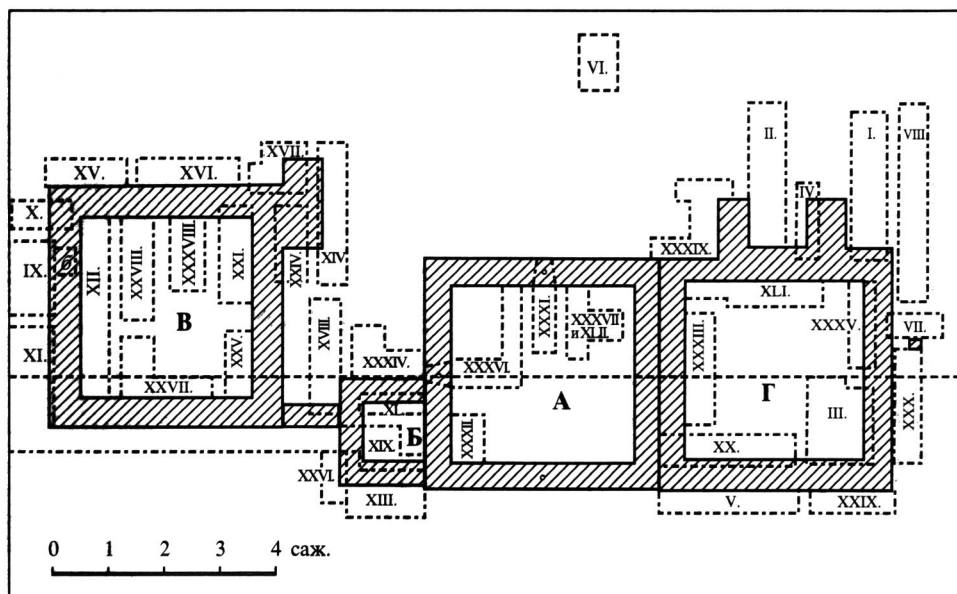 VI.
XVII.
II.
I.
VIII
XV.
XVI.
IV.
X.
XXXIX.
IX.
б
XII.
XXVIII.
XXXVIII.
XXI.
XXIV.
XIV.
XLI.
В
XVIII.
XXXI.
XXXVII
и XLII.
XXXIII.
XXXV.
VII.
XI.
XXV.
XXXIV.
XXXVI.
XXVII.
А
Г
III.
XXX.
XL.
Б
XIX.
XXXII.
XX.
XXVI.
XIII.
V.
XXIX.
0 1 2 3 4 саж.